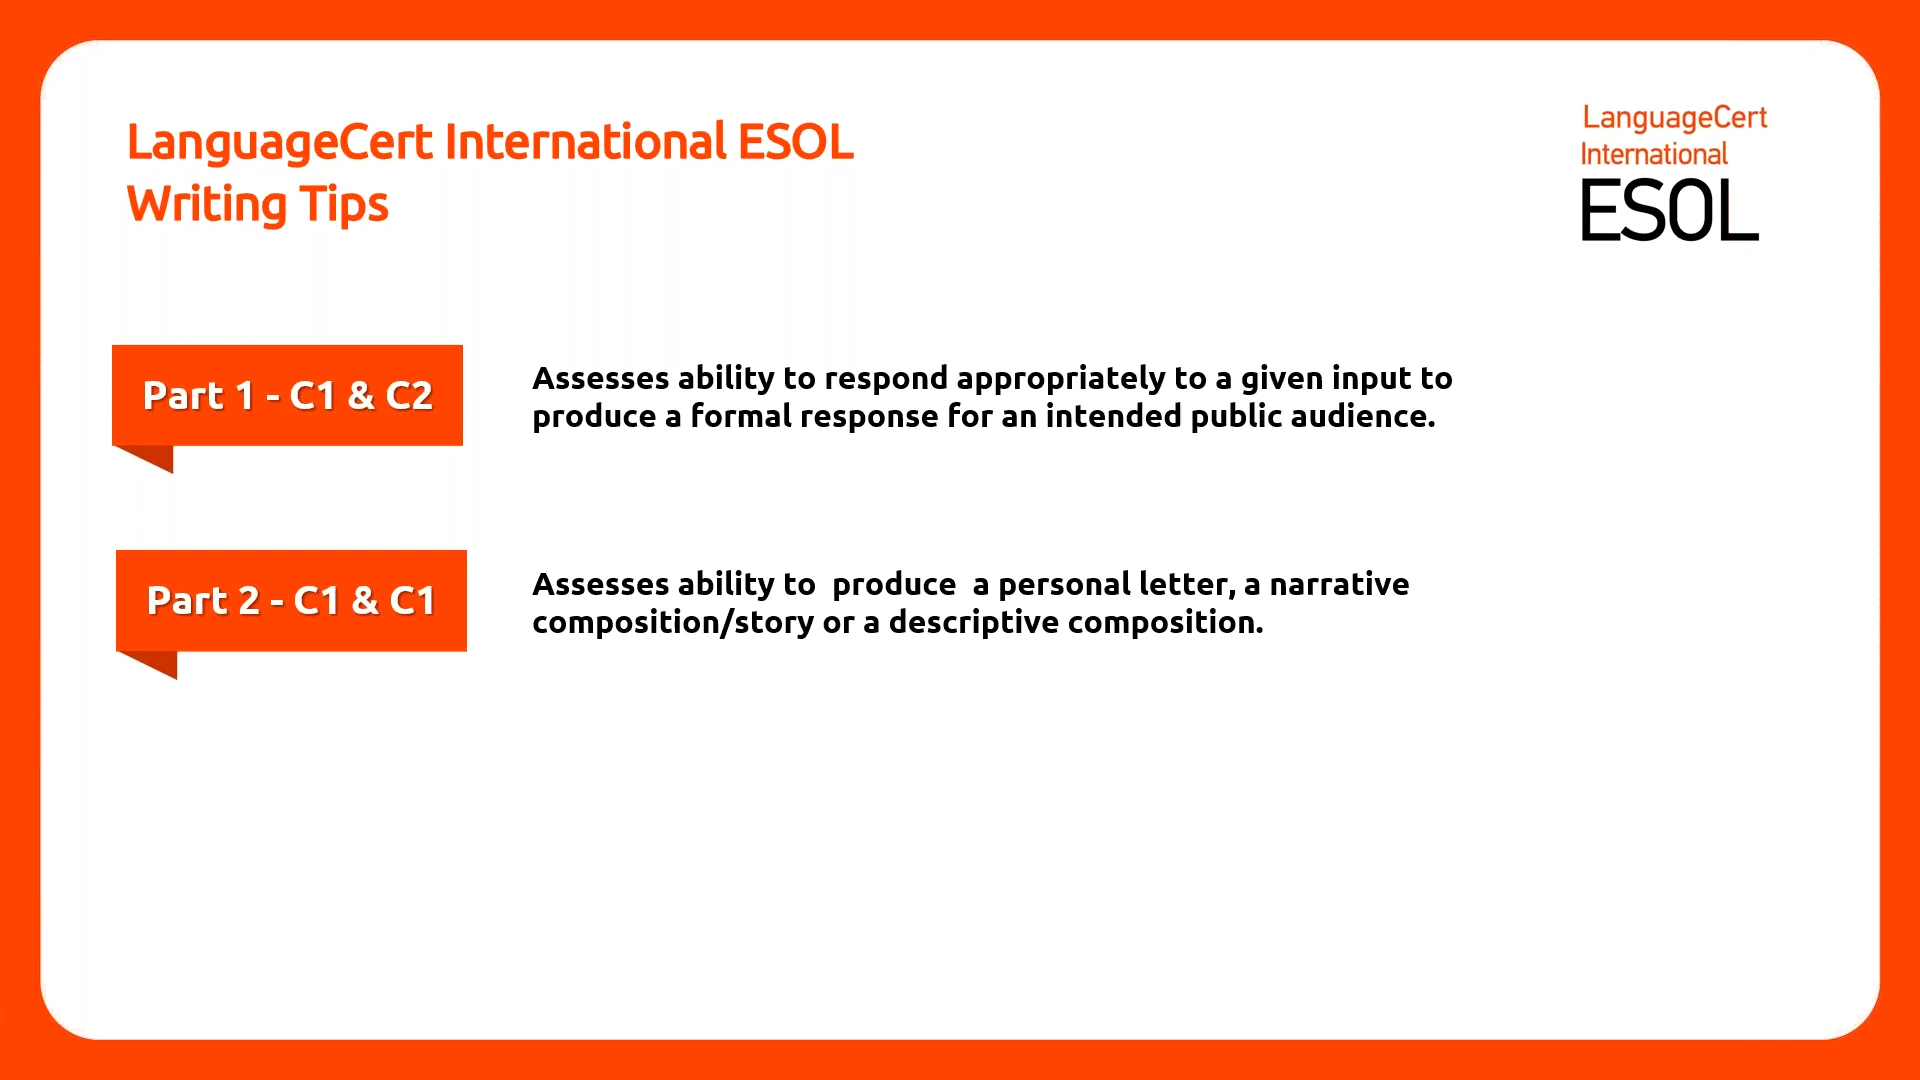 LanguageCert International ESOL
Writing Tips
LanguageCert
International
ESOL
Part 1 - C1 & C2
Assesses ability to respond appropriately to a given input to
produce a formal response for an intended public audience.
Part 2 - C1 & C1
Assesses ability to  produce  a personal letter, a narrative
composition/story or a descriptive composition.